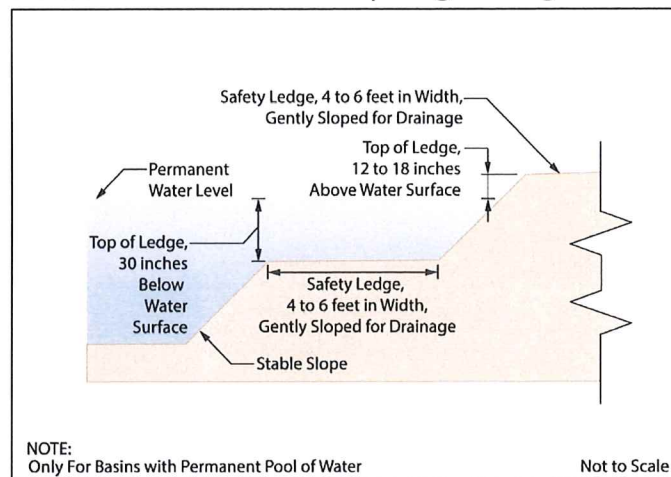 Safety Ledge, 4 to 6 feet in Width,
Gently Sloped for Drainage
Top of Ledge,
12 to 18 inches
Above Water Surface
Permanent
Water Level
Top of Ledge,
30 inches
Below
Water
Surface
Safety Ledge,
4 to 6 feet in Width,
Gently Sloped for Drainage
Stable Slope
NOTE:
Only For Basins with Permanent Pool of Water
Not to Scale